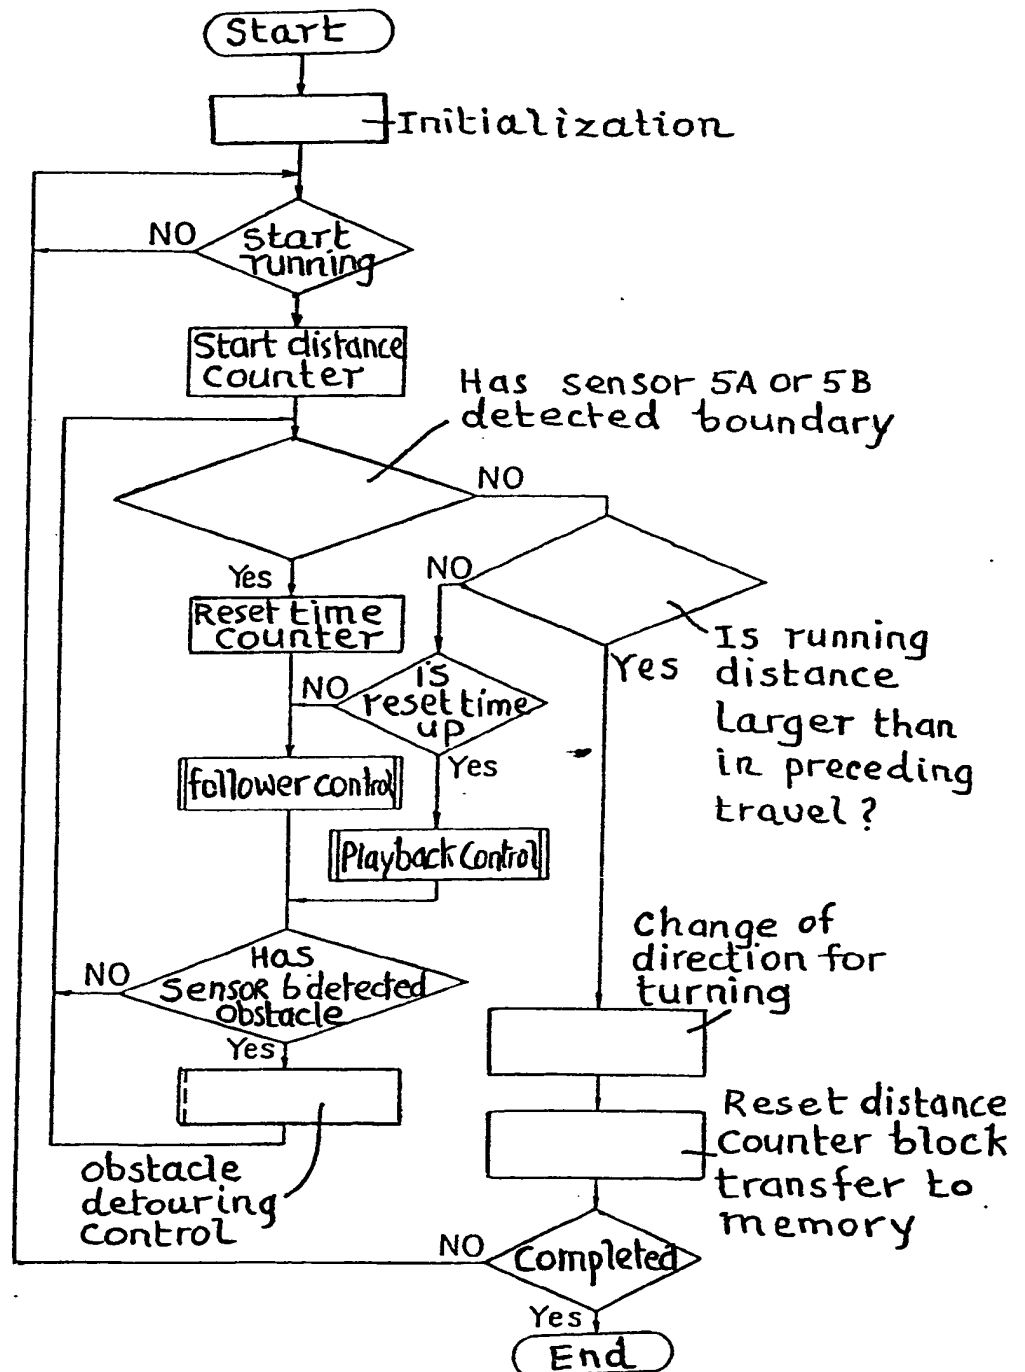 Start
Initialization
NO
Start
running
Start distance
counter
Has sensor 5A or 5B
detected boundary
NO
Yes
NO
Reset time
counter
Is running
distance
larger than
in preceding
travel?
Yes
is
reset time
up
NO
Yes
follower control
Playback Control
Change of
direction for
turning
Has
Sensor 6 detected
obstacle
NO
Yes
Reset distance
Counter block
transfer to
memory
obstacle
detouring
control
NO
Completed
Yes
End